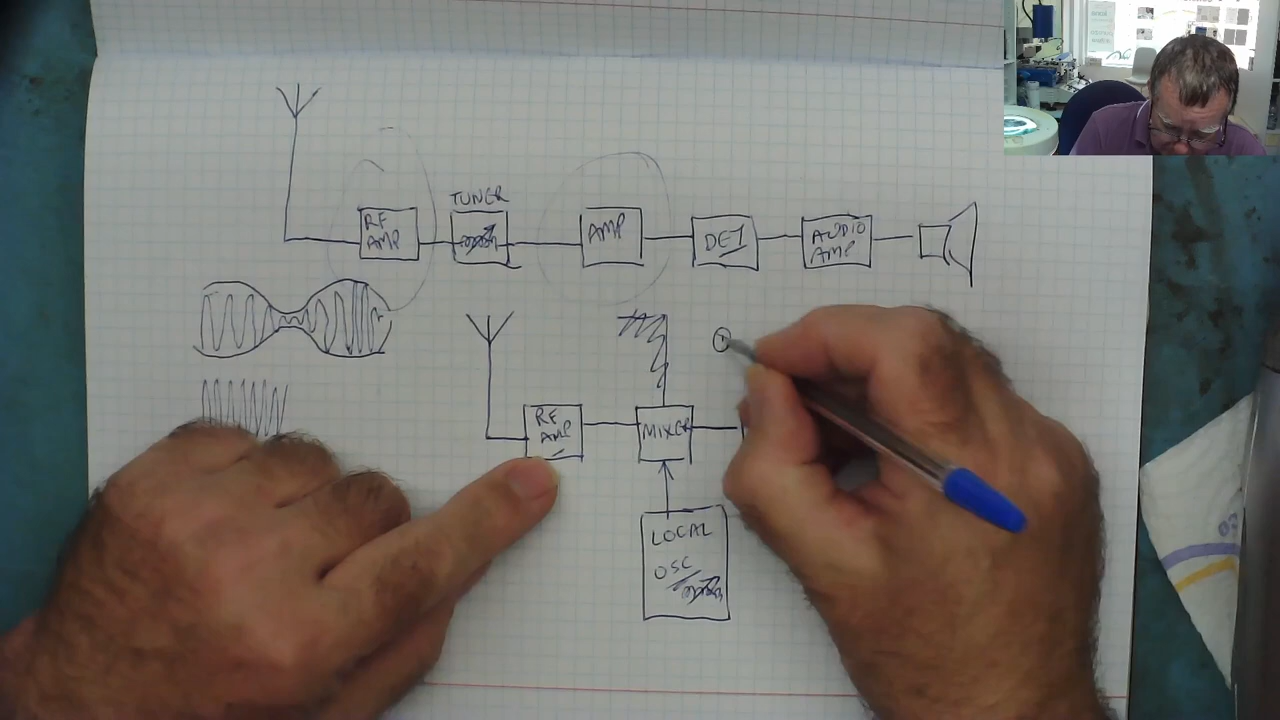 TUNER
RF
AMP
AMP
DET
AUDIO
AMP
RF
AMP
MIXER
LOCAL
OSC